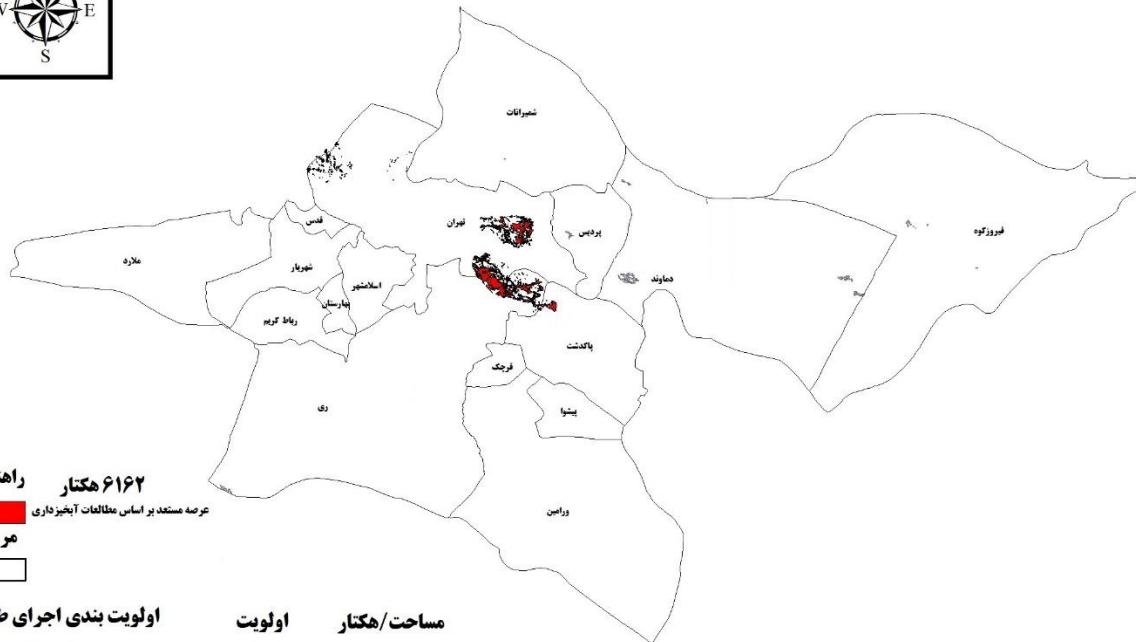 W E
S
شمیرانات
قدس
تهران
پردیس
فیروزکوه
ملارد
شهریار
اسلامشهر
دماوند
بهارستان
رباط کریم
پاکدشت
قرچک
ری
پیشوا
ورامین
۶۱۶۲ هکتار
عرصه مستعد بر اساس مطالعات آبخیزداری
اولویت بندی اجرای
اولویت
مساحت/هکتار